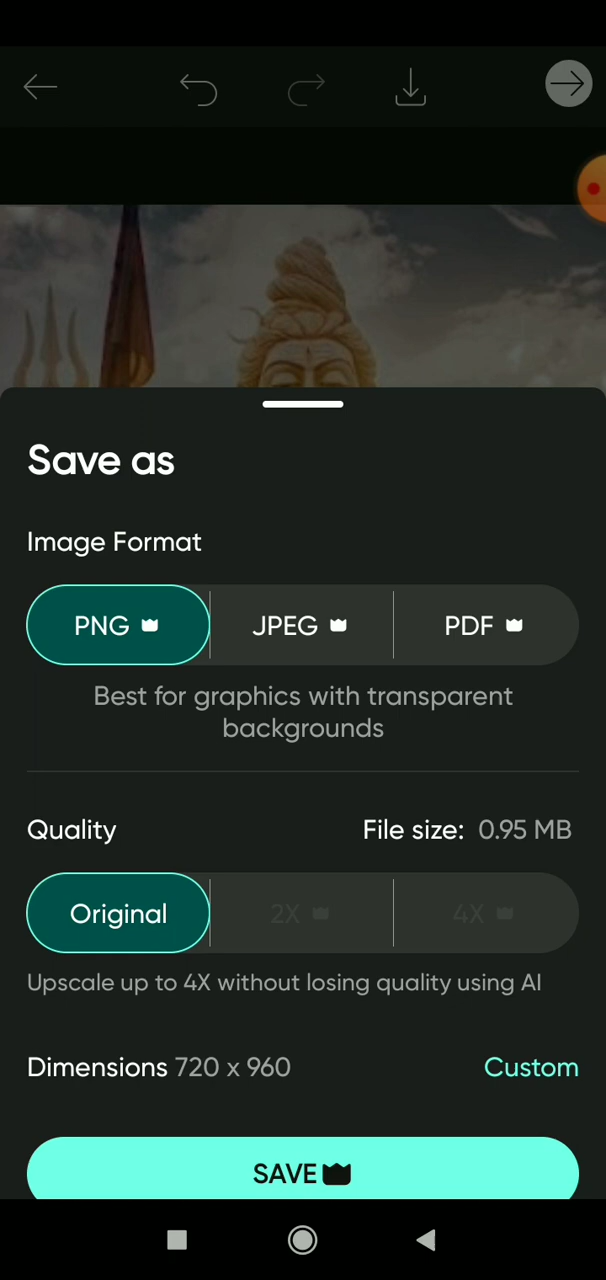 Save as
Image Format
PNG JPEG PDF
Best for graphics with transparent
backgrounds
Quality File size: 0.95 MB
Original 2X 4X
Upscale up to 4X without losing quality using AI
Dimensions 720 x 960 Custom
SAVE